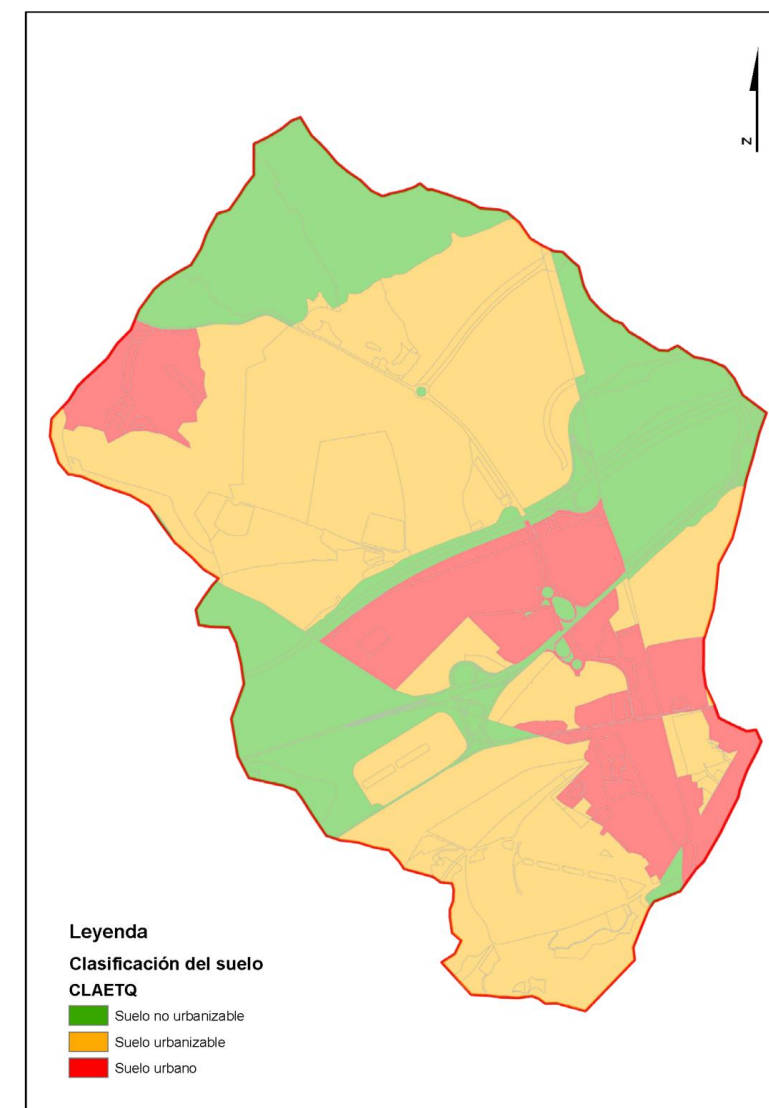 N
Leyenda
Clasificación del suelo
CLAETQ
Suelo no urbanizable
Suelo urbanizable
Suelo urbano